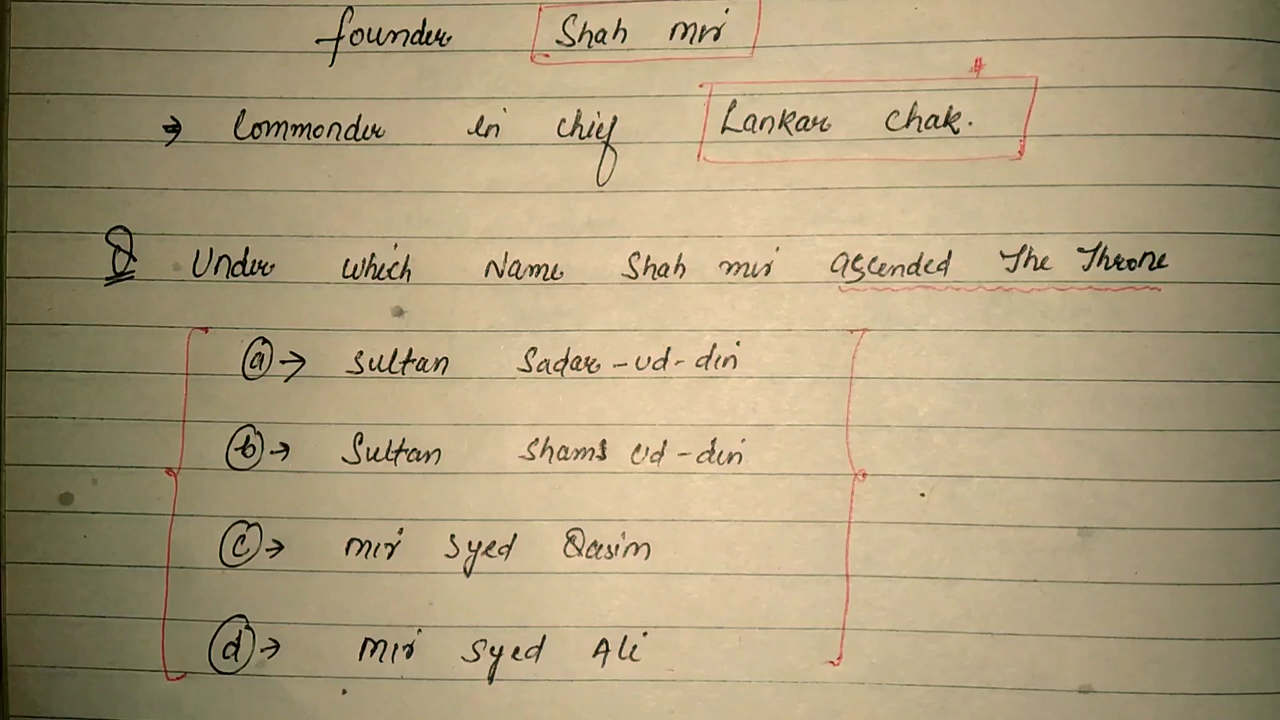 founder Shah mir
→ Commonder in chief Lankar Chak.
Q Under which Name Shah mir ascended The Throne
(a) → Sultan Sadar-ud-din
(b) → Sultan Shams ud-din
(c) → mir Syed Qasim
(d) → mir Syed Ali